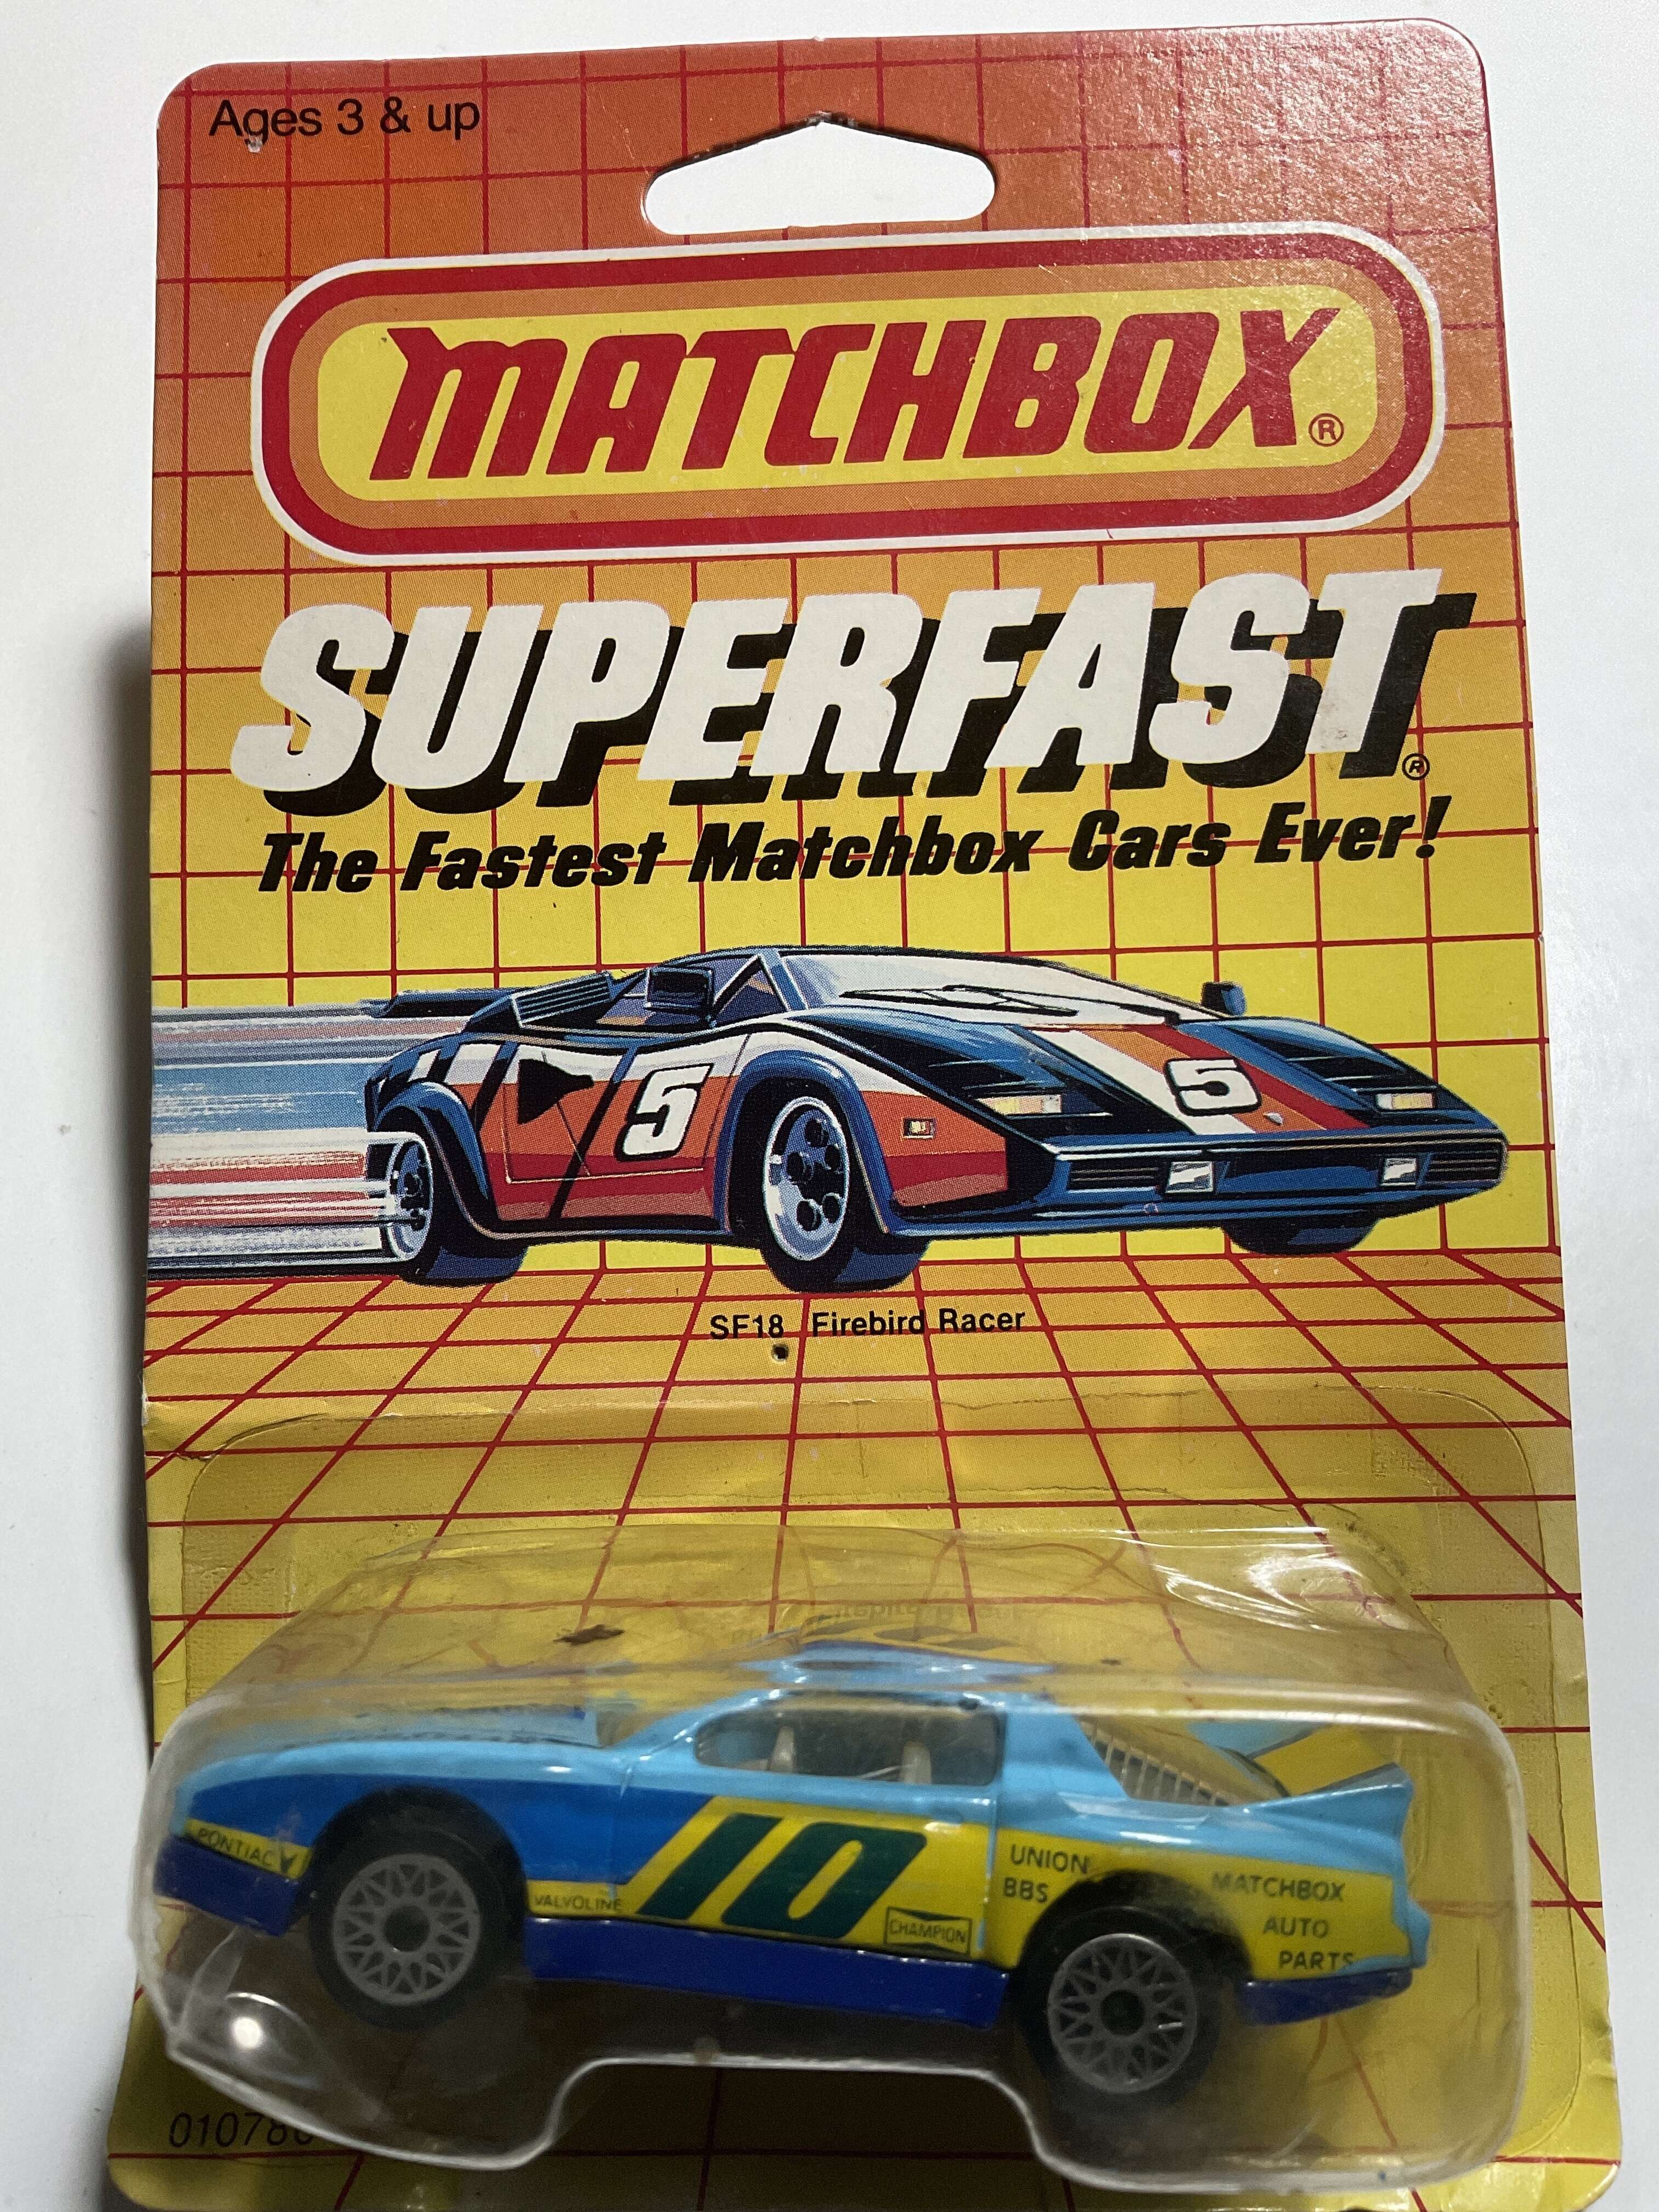 Ages 3 & up
MATCHBOX®
SUPERFAST®
The Fastest Matchbox Cars Ever!
5
5
SF18 Firebird Racer
PONTIAC
VALVOLINE
10
CHAMPION
UNION
BBS
MATCHBOX
AUTO
PARTS